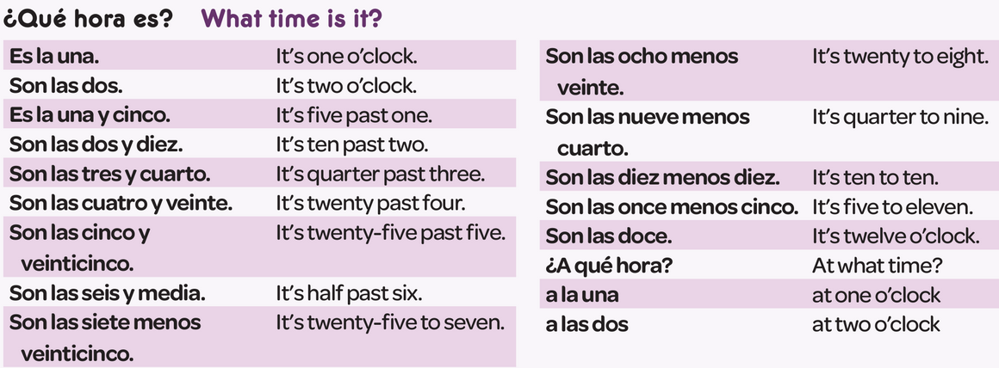 ¿Qué hora es? What time is it?
Es la una. It's one o'clock.
Son las dos. It's two o'clock.
Es la una y cinco. It's five past one.
Son las dos y diez. It's ten past two.
Son las tres y cuarto. It's quarter past three.
Son las cuatro y veinte. It's twenty past four.
Son las cinco y It's twenty-five past five.
veinticinco.
Son las seis y media. It's half past six.
Son las siete menos It's twenty-five to seven.
veinticinco.
Son las ocho menos It's twenty to eight.
veinte.
Son las nueve menos It's quarter to nine.
cuarto.
Son las diez menos diez. It's ten to ten.
Son las once menos cinco. It's five to eleven.
Son las doce. It's twelve o'clock.
¿A qué hora? At what time?
a la una at one o'clock
a las dos at two o'clock